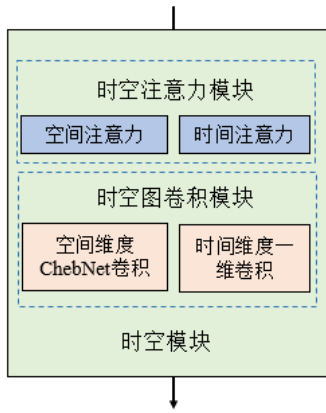 时空注意力模块
空间注意力
时间注意力
时空图卷积模块
空间维度
ChebNet卷积
时间维度一
维卷积
时空模块